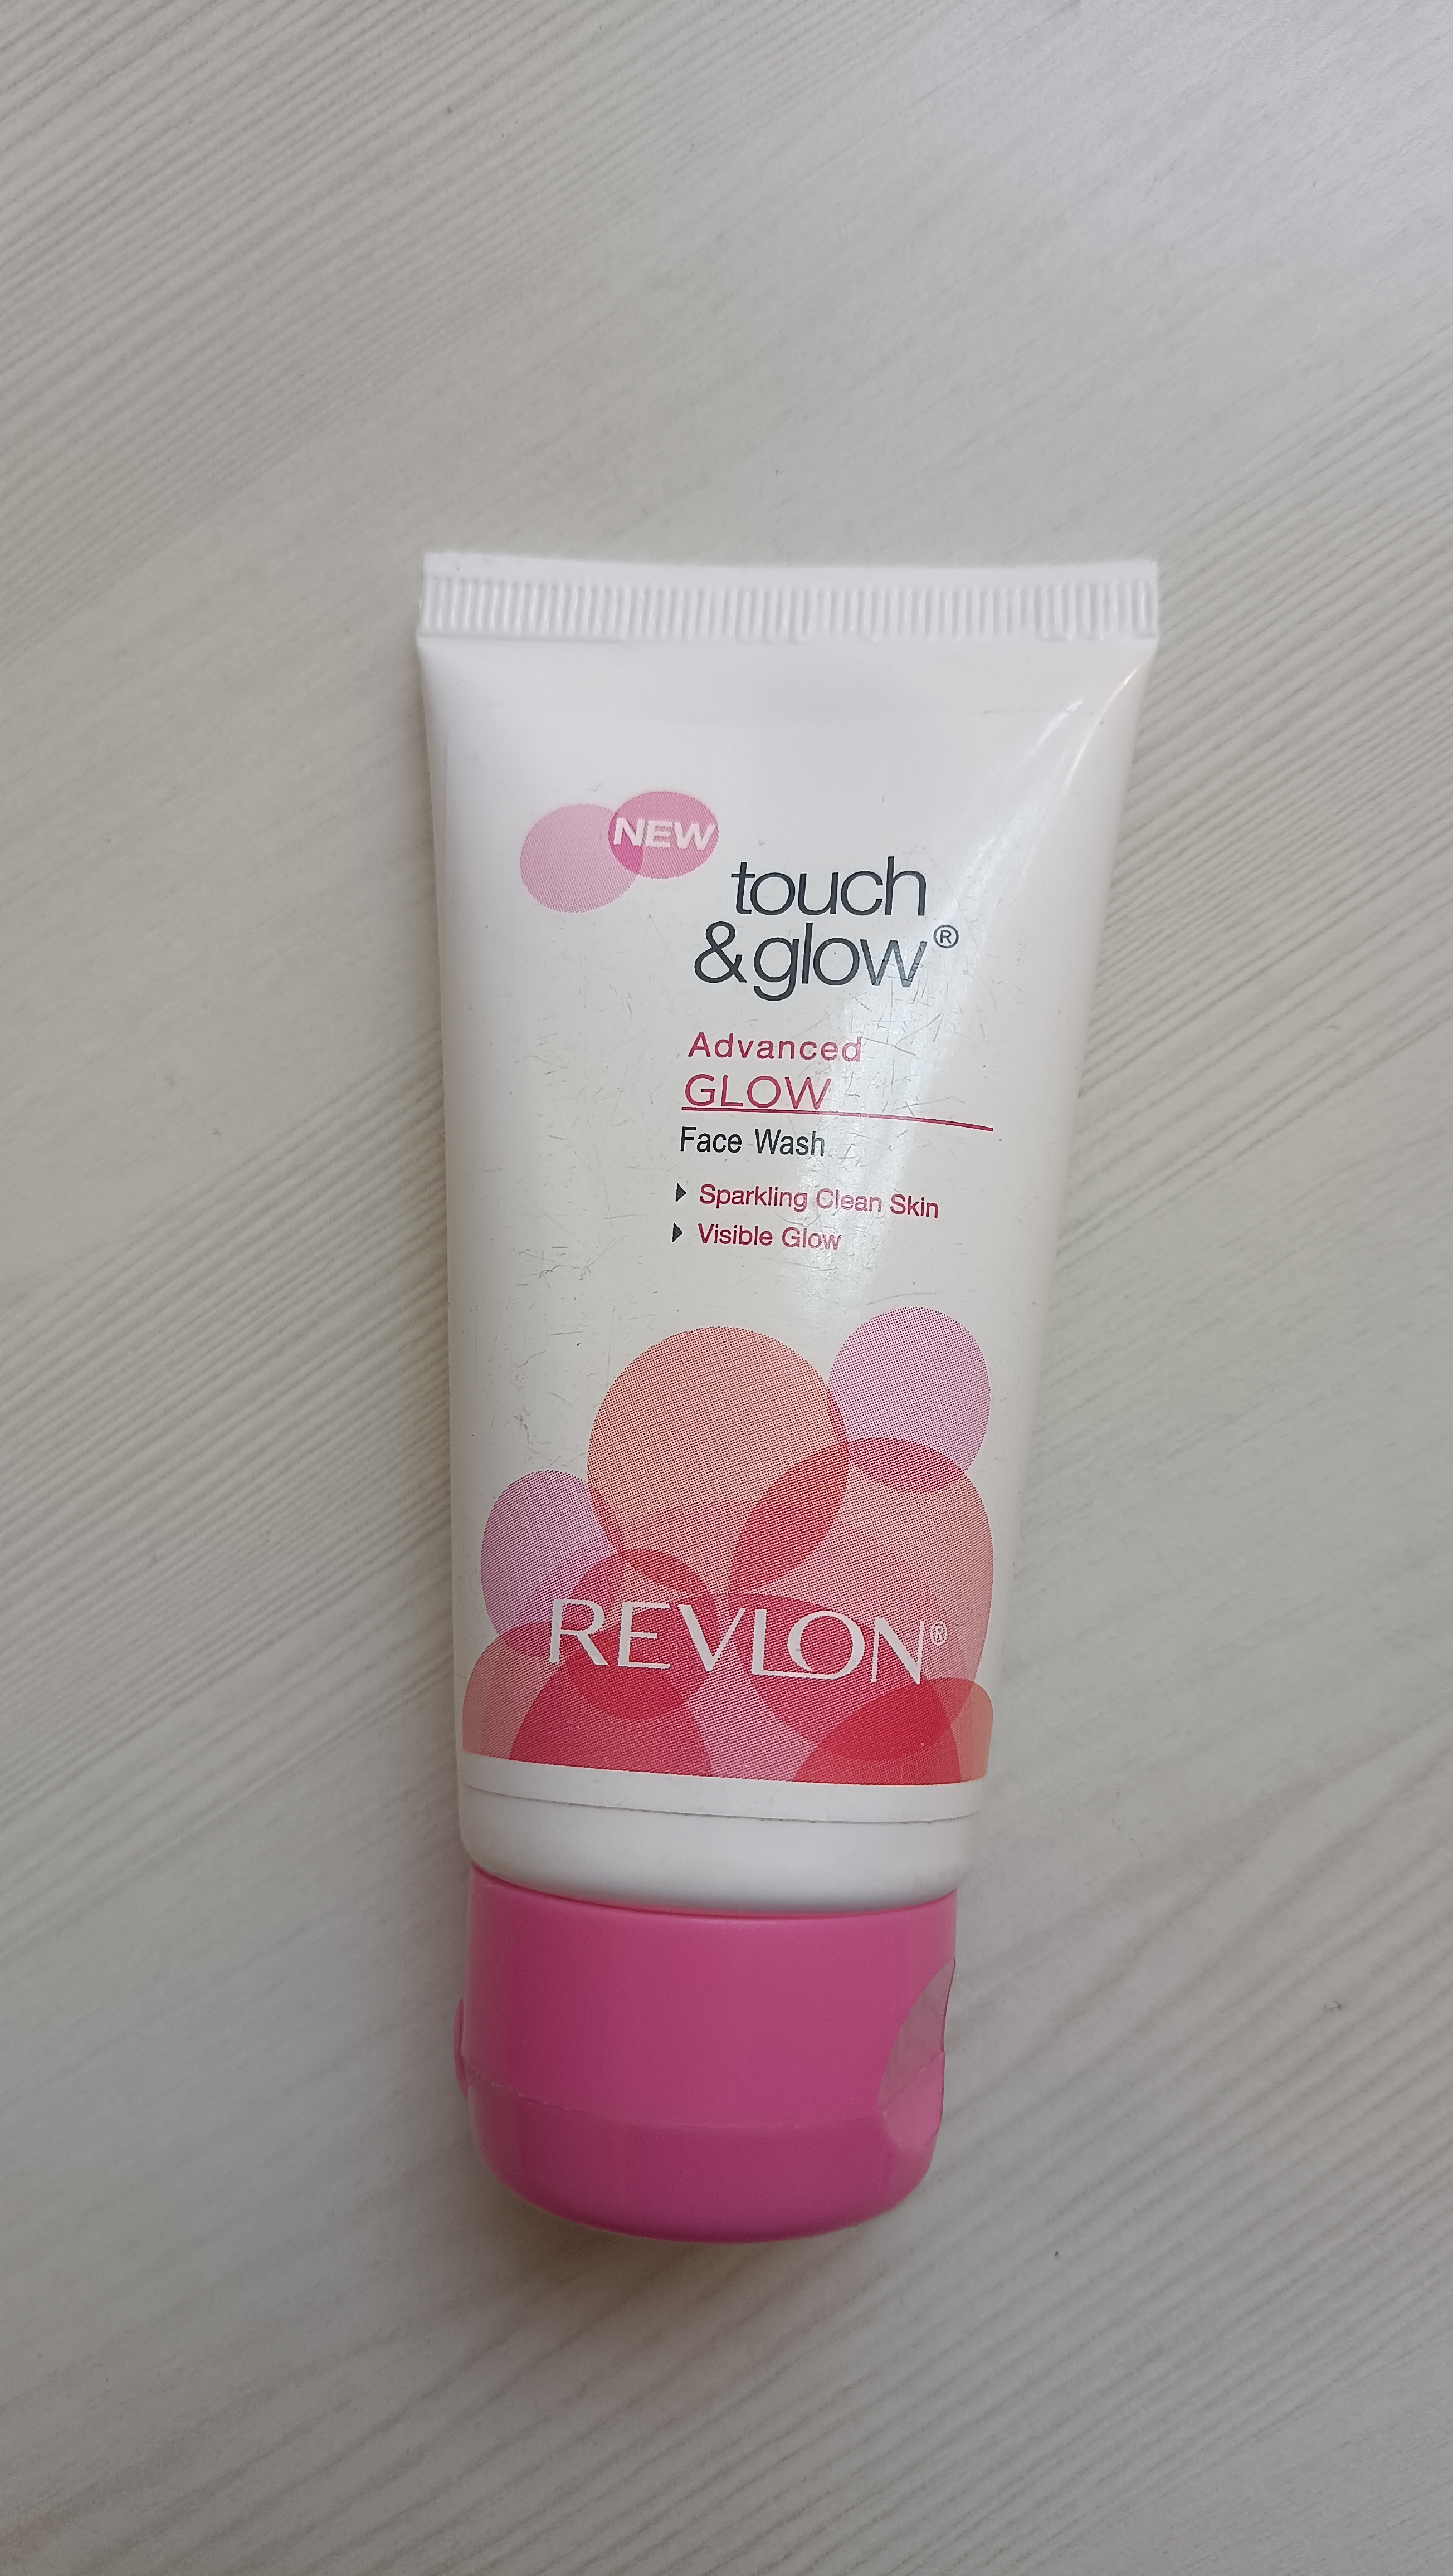 NEW
touch
&glow®
Advanced
GLOW
Face Wash
Sparkling Clean Skin
Visible Glow
REVLON®